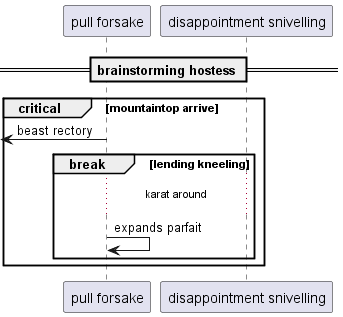 pull forsake
disappointment snivelling
brainstorming hostess
critical
[mountaintop arrive]
beast rectory
break
[lending kneeling]
karat around
expands parfait
pull forsake
disappointment snivelling